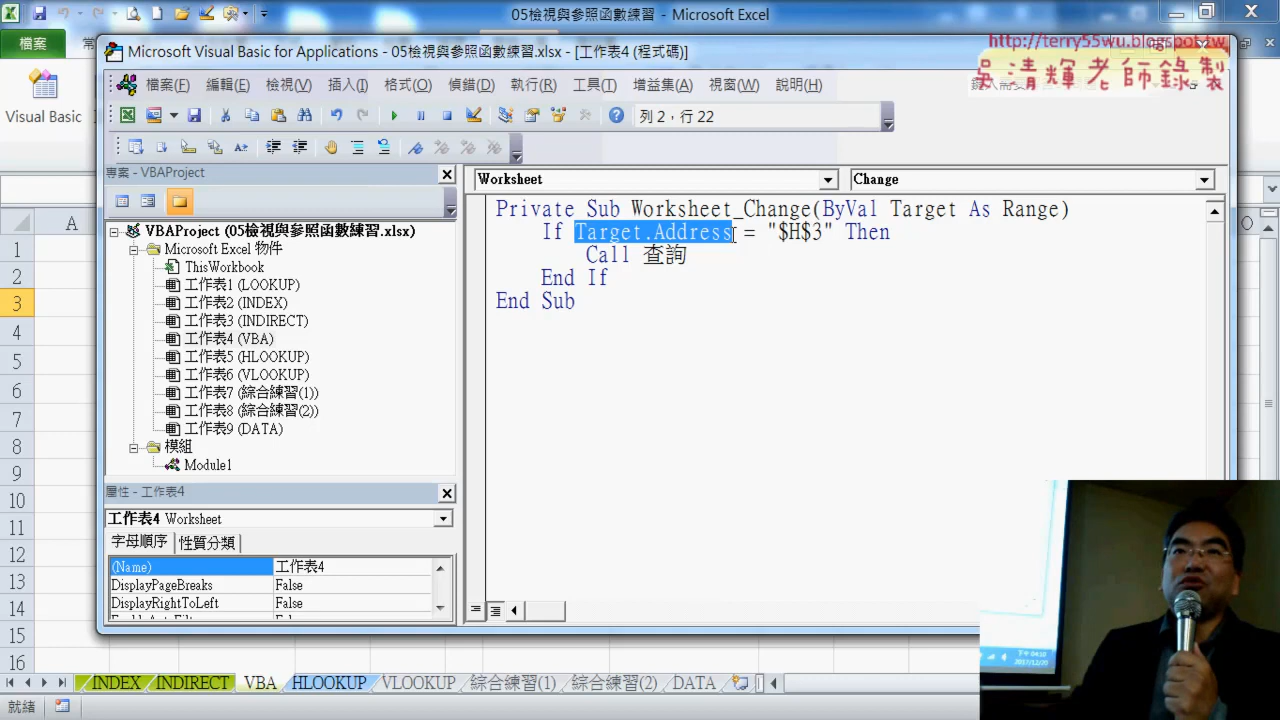 05檢視與參照函數練習 - Microsoft Excel
檔案
Visual Basic
Microsoft Visual Basic for Applications - 05檢視與參照函數練習.xlsx - [工作表4 (程式碼)]
http://terry55wu.blogspot.tw
吳清輝老師錄製
檔案(F) 編輯(E) 檢視(V) 插入(I) 格式(O) 偵錯(D) 執行(R) 工具(T) 增益集(A) 視窗(W) 說明(H)
列 2，行 22
專案 - VBAProject
VBAProject (05檢視與參照函數練習.xlsx)
Microsoft Excel 物件
ThisWorkbook
工作表1 (LOOKUP)
工作表2 (INDEX)
工作表3 (INDIRECT)
工作表4 (VBA)
工作表5 (HLOOKUP)
工作表6 (VLOOKUP)
工作表7 (綜合練習(1))
工作表8 (綜合練習(2))
工作表9 (DATA)
模組
Module1
屬性 - 工作表4
工作表4 Worksheet
字母順序 性質分類
(Name) 工作表4
DisplayPageBreaks False
DisplayRightToLeft False
Worksheet Change
Private Sub Worksheet_Change(ByVal Target As Range)
If Target.Address = "$H$3" Then
Call 查詢
End If
End Sub
A O
1
2
3
4
5
6
7
8
9
10
11
12
13
14
15
16
INDEX INDIRECT VBA HLOOKUP VLOOKUP 綜合練習(1) 綜合練習(2) DATA
就緒
下午 04:10
2017/12/20